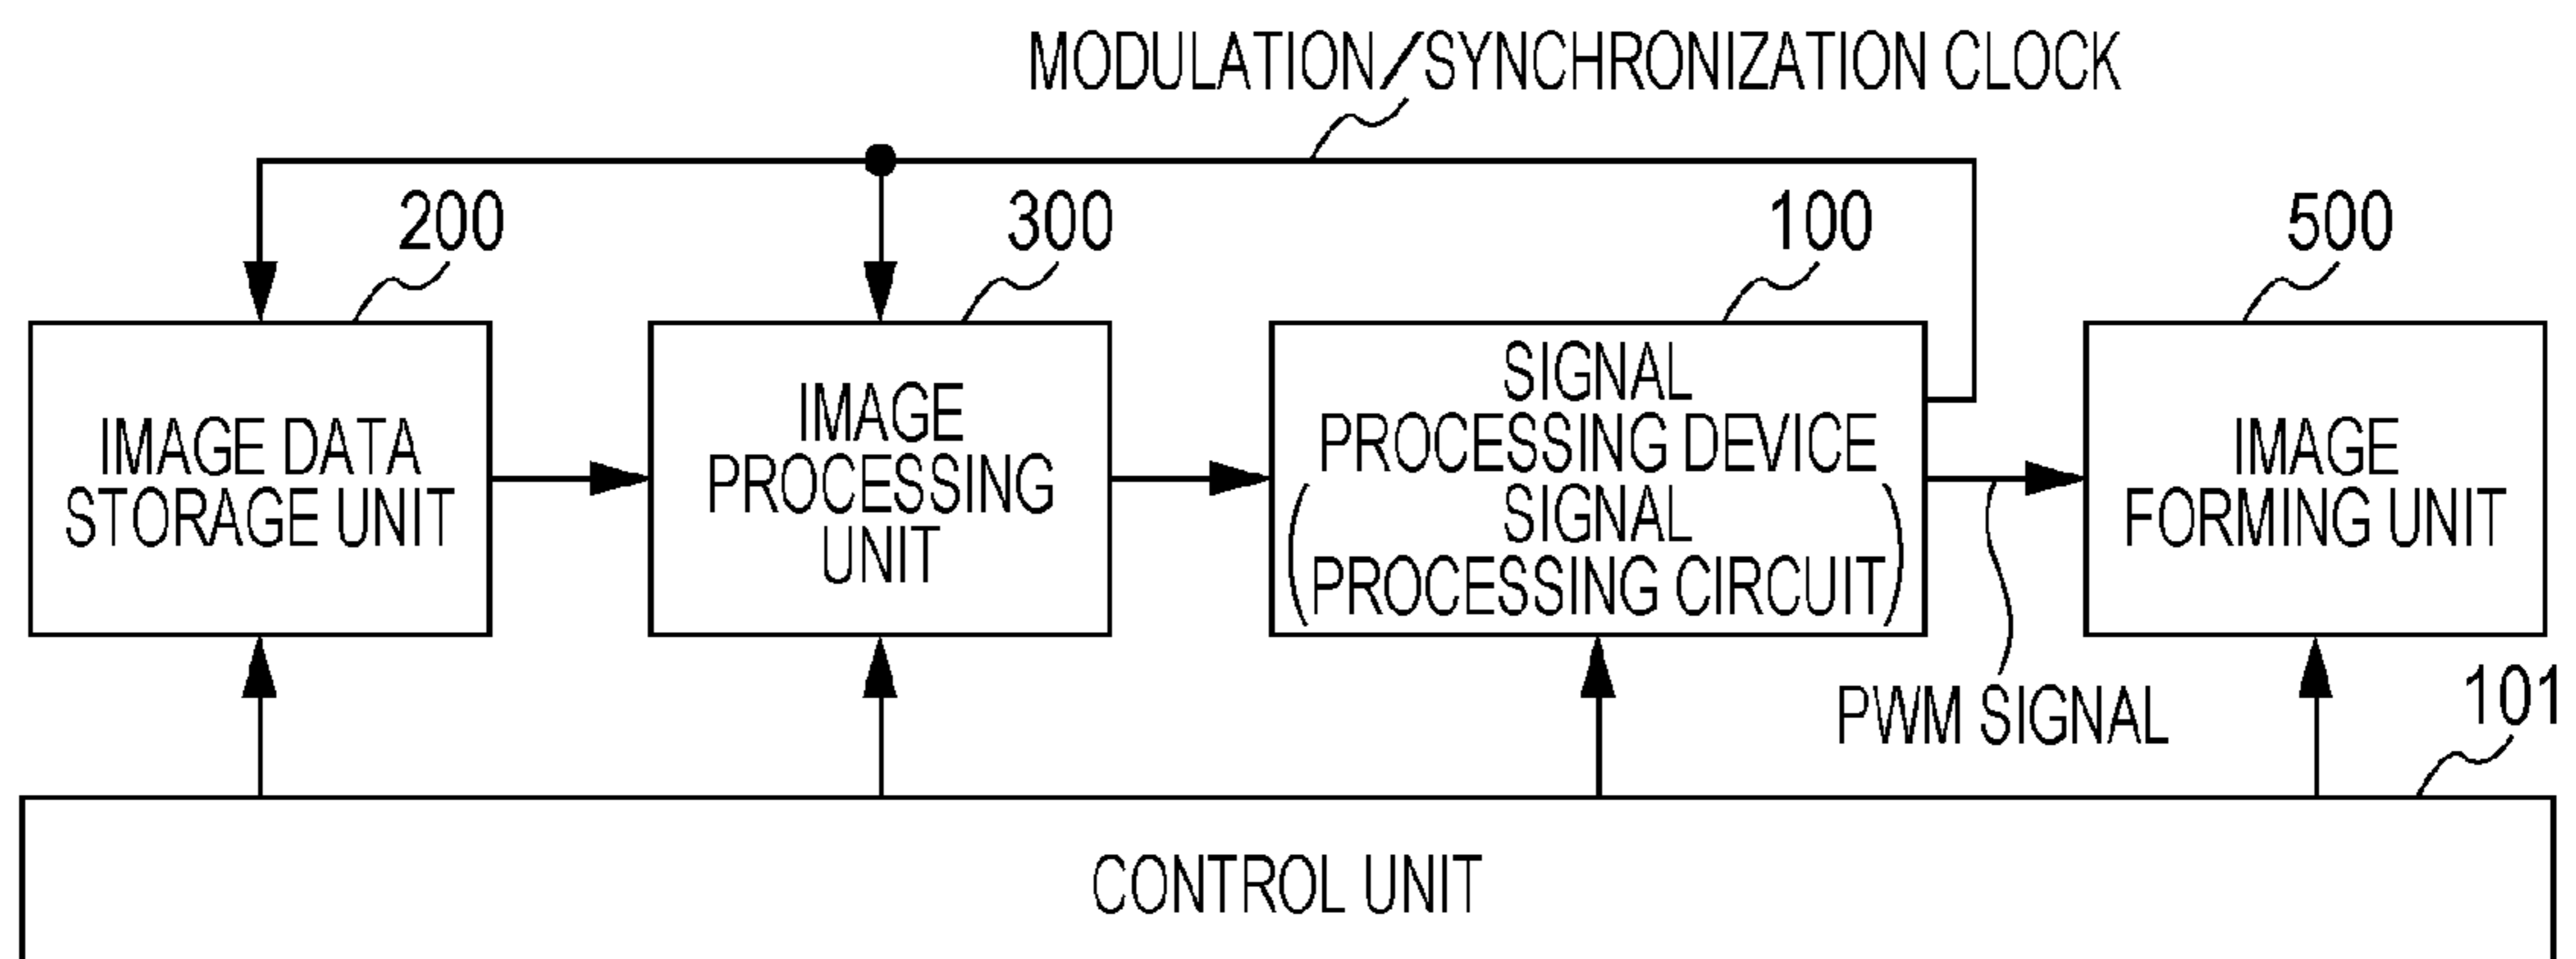 MODULATION/SYNCHRONIZATION CLOCK
200
300
100
500
IMAGE DATA
STORAGE UNIT
IMAGE
PROCESSING
UNIT
SIGNAL
PROCESSING DEVICE
(SIGNAL
PROCESSING CIRCUIT)
IMAGE
FORMING UNIT
PWM SIGNAL
101
CONTROL UNIT